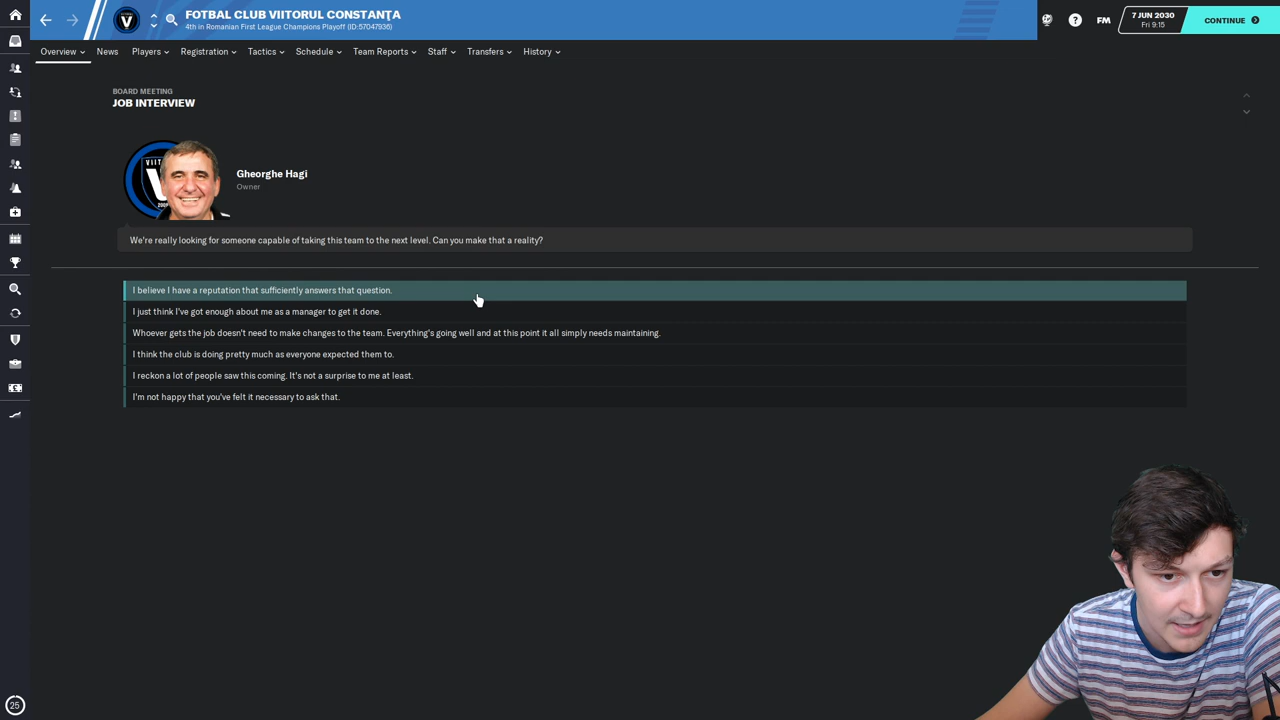 FOTBAL CLUB VIITORUL CONSTANȚA
4th in Romanian First League Champions Playoff (ID:57047936)
FM
7 JUN 2030
Fri 9:15
CONTINUE
Overview
News
Players
Registration
Tactics
Schedule
Team Reports
Staff
Transfers
History
BOARD MEETING
JOB INTERVIEW
Gheorghe Hagi
Owner
We're really looking for someone capable of taking this team to the next level. Can you make that a reality?
I believe I have a reputation that sufficiently answers that question.
I just think I've got enough about me as a manager to get it done.
Whoever gets the job doesn't need to make changes to the team. Everything's going well and at this point it all simply needs maintaining.
I think the club is doing pretty much as everyone expected them to.
I reckon a lot of people saw this coming. It's not a surprise to me at least.
I'm not happy that you've felt it necessary to ask that.
25